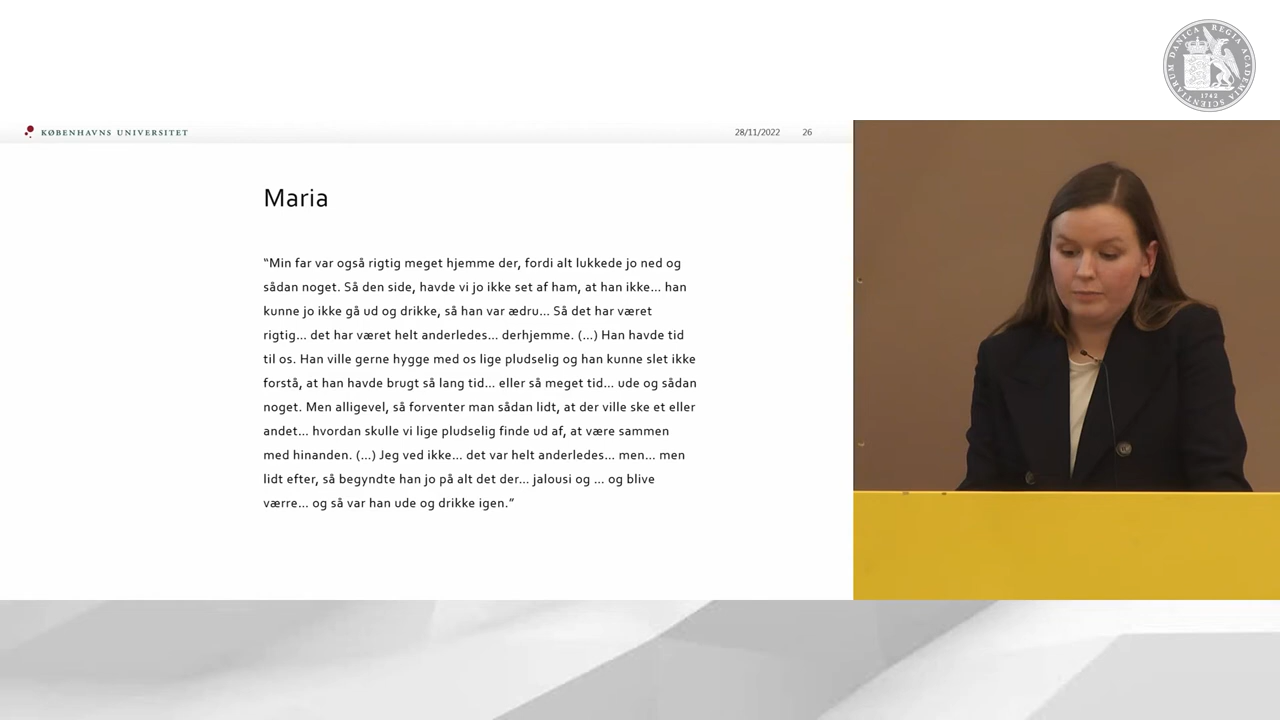 REGIA ACADEMIA SCIENTIARUM DANICA
1742
KØBENHAVNS UNIVERSITET
28/11/2022 26
Maria
“Min far var også rigtig meget hjemme der, fordi alt lukkede jo ned og
sådan noget. Så den side, havde vi jo ikke set af ham, at han ikke... han
kunne jo ikke gå ud og drikke, så han var ædru... Så det har været
rigtig... det har været helt anderledes... derhjemme. (...) Han havde tid
til os. Han ville gerne hygge med os lige pludselig og han kunne slet ikke
forstå, at han havde brugt så lang tid... eller så meget tid... ude og sådan
noget. Men alligevel, så forventer man sådan lidt, at der ville ske et eller
andet... hvordan skulle vi lige pludselig finde ud af, at være sammen
med hinanden. (...) Jeg ved ikke... det var helt anderledes... men... men
lidt efter, så begyndte han jo på alt det der... jalousi og ... og blive
værre... og så var han ude og drikke igen.”